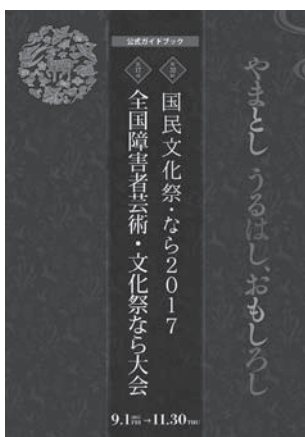 公式ガイドブック
やまとし うるはし、おもしろし
第32回
国民文化祭・なら2017
第17回
全国障害者芸術・文化祭なら大会
9.1 FRI → 11.30 THU